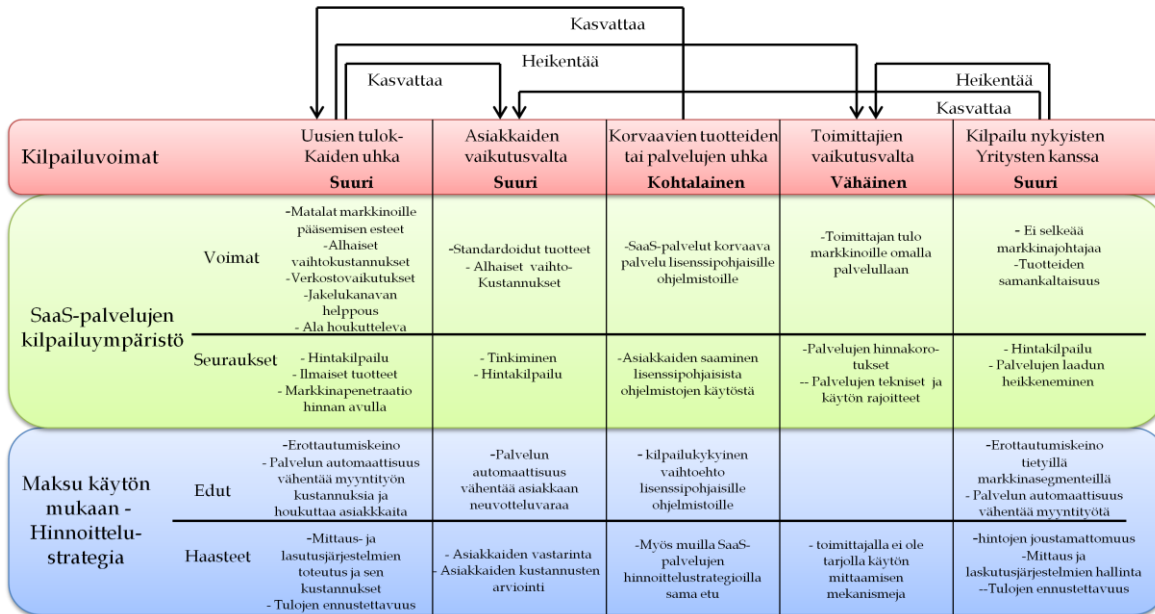 Kasvattaa
Heikentää
Kasvattaa
Heikentää
Kasvattaa
Kilpailuvoimat
Uusien tulok-
Kaiden uhka
Suuri
Asiakkaiden
vaikutusvalta
Suuri
Korvaavien tuotteiden
tai palvelujen uhka
Kohtalainen
Toimittajien
vaikutusvalta
Vähäinen
Kilpailu nykyisten
Yritysten kanssa
Suuri
SaaS-palvelujen
kilpailuympäristö
Voimat
-Matalat markkinoille
pääsemisen esteet
-Alhaiset
vaihtokustannukset
-Verkostovaikutukset
-Jakelukanavan
helppous
- Ala houkutteleva
-Standardoidut tuotteet
- Alhaiset vaihto-
Kustannukset
-SaaS-palvelut korvaava
palvelu lisenssipohjaisille
ohjelmistoille
-Toimittajan tulo
markkinoille omalla
palvelullaan
- Ei selkeää
markkinajohtajaa
-Tuotteiden
samankaltaisuus
Seuraukset
- Hintakilpailu
- Ilmaiset tuotteet
- Markkinapenetraatio
hinnan avulla
- Tinkiminen
- Hintakilpailu
-Asiakkaiden saaminen
lisenssipohjaisista
ohjelmistojen käytöstä
-Palvelujen hinnakoro-
tukset
-- Palvelujen tekniset ja
käytön rajoitteet
- Hintakilpailu
- Palvelujen laadun
heikkeneminen
Maksu käytön
mukaan -
Hinnoittelu-
strategia
Edut
-Erottautumiskeino
- Palvelun automaattisuus
vähentää myyntityön
kustannuksia ja
houkuttaa asiakkkaita
-Palvelun
automaattisuus
vähentää asiakkaan
neuvotteluvaraa
- kilpailukykyinen
vaihtoehto
lisenssipohjaisille
ohjelmistoille
-Erottautumiskeino
tietyillä
markkinasegmenteillä
- Palvelun automaattisuus
vähentää myyntityötä
Haasteet
-Mittaus- ja
lasutusjärjestelmien
toteutus ja sen
kustannukset
- Tulojen ennustettavuus
- Asiakkaiden vastarinta
- Asiakkaiden kustannusten
arviointi
-Myös muilla SaaS-
palvelujen
hinnoittelustrategioilla
sama etu
- toimittajalla ei ole
tarjolla käytön
mittaamisen
mekanismeja
-hintojen joustamattomuus
-Mittaus ja
laskutusjärjestelmien hallinta
--Tulojen ennustettavuus